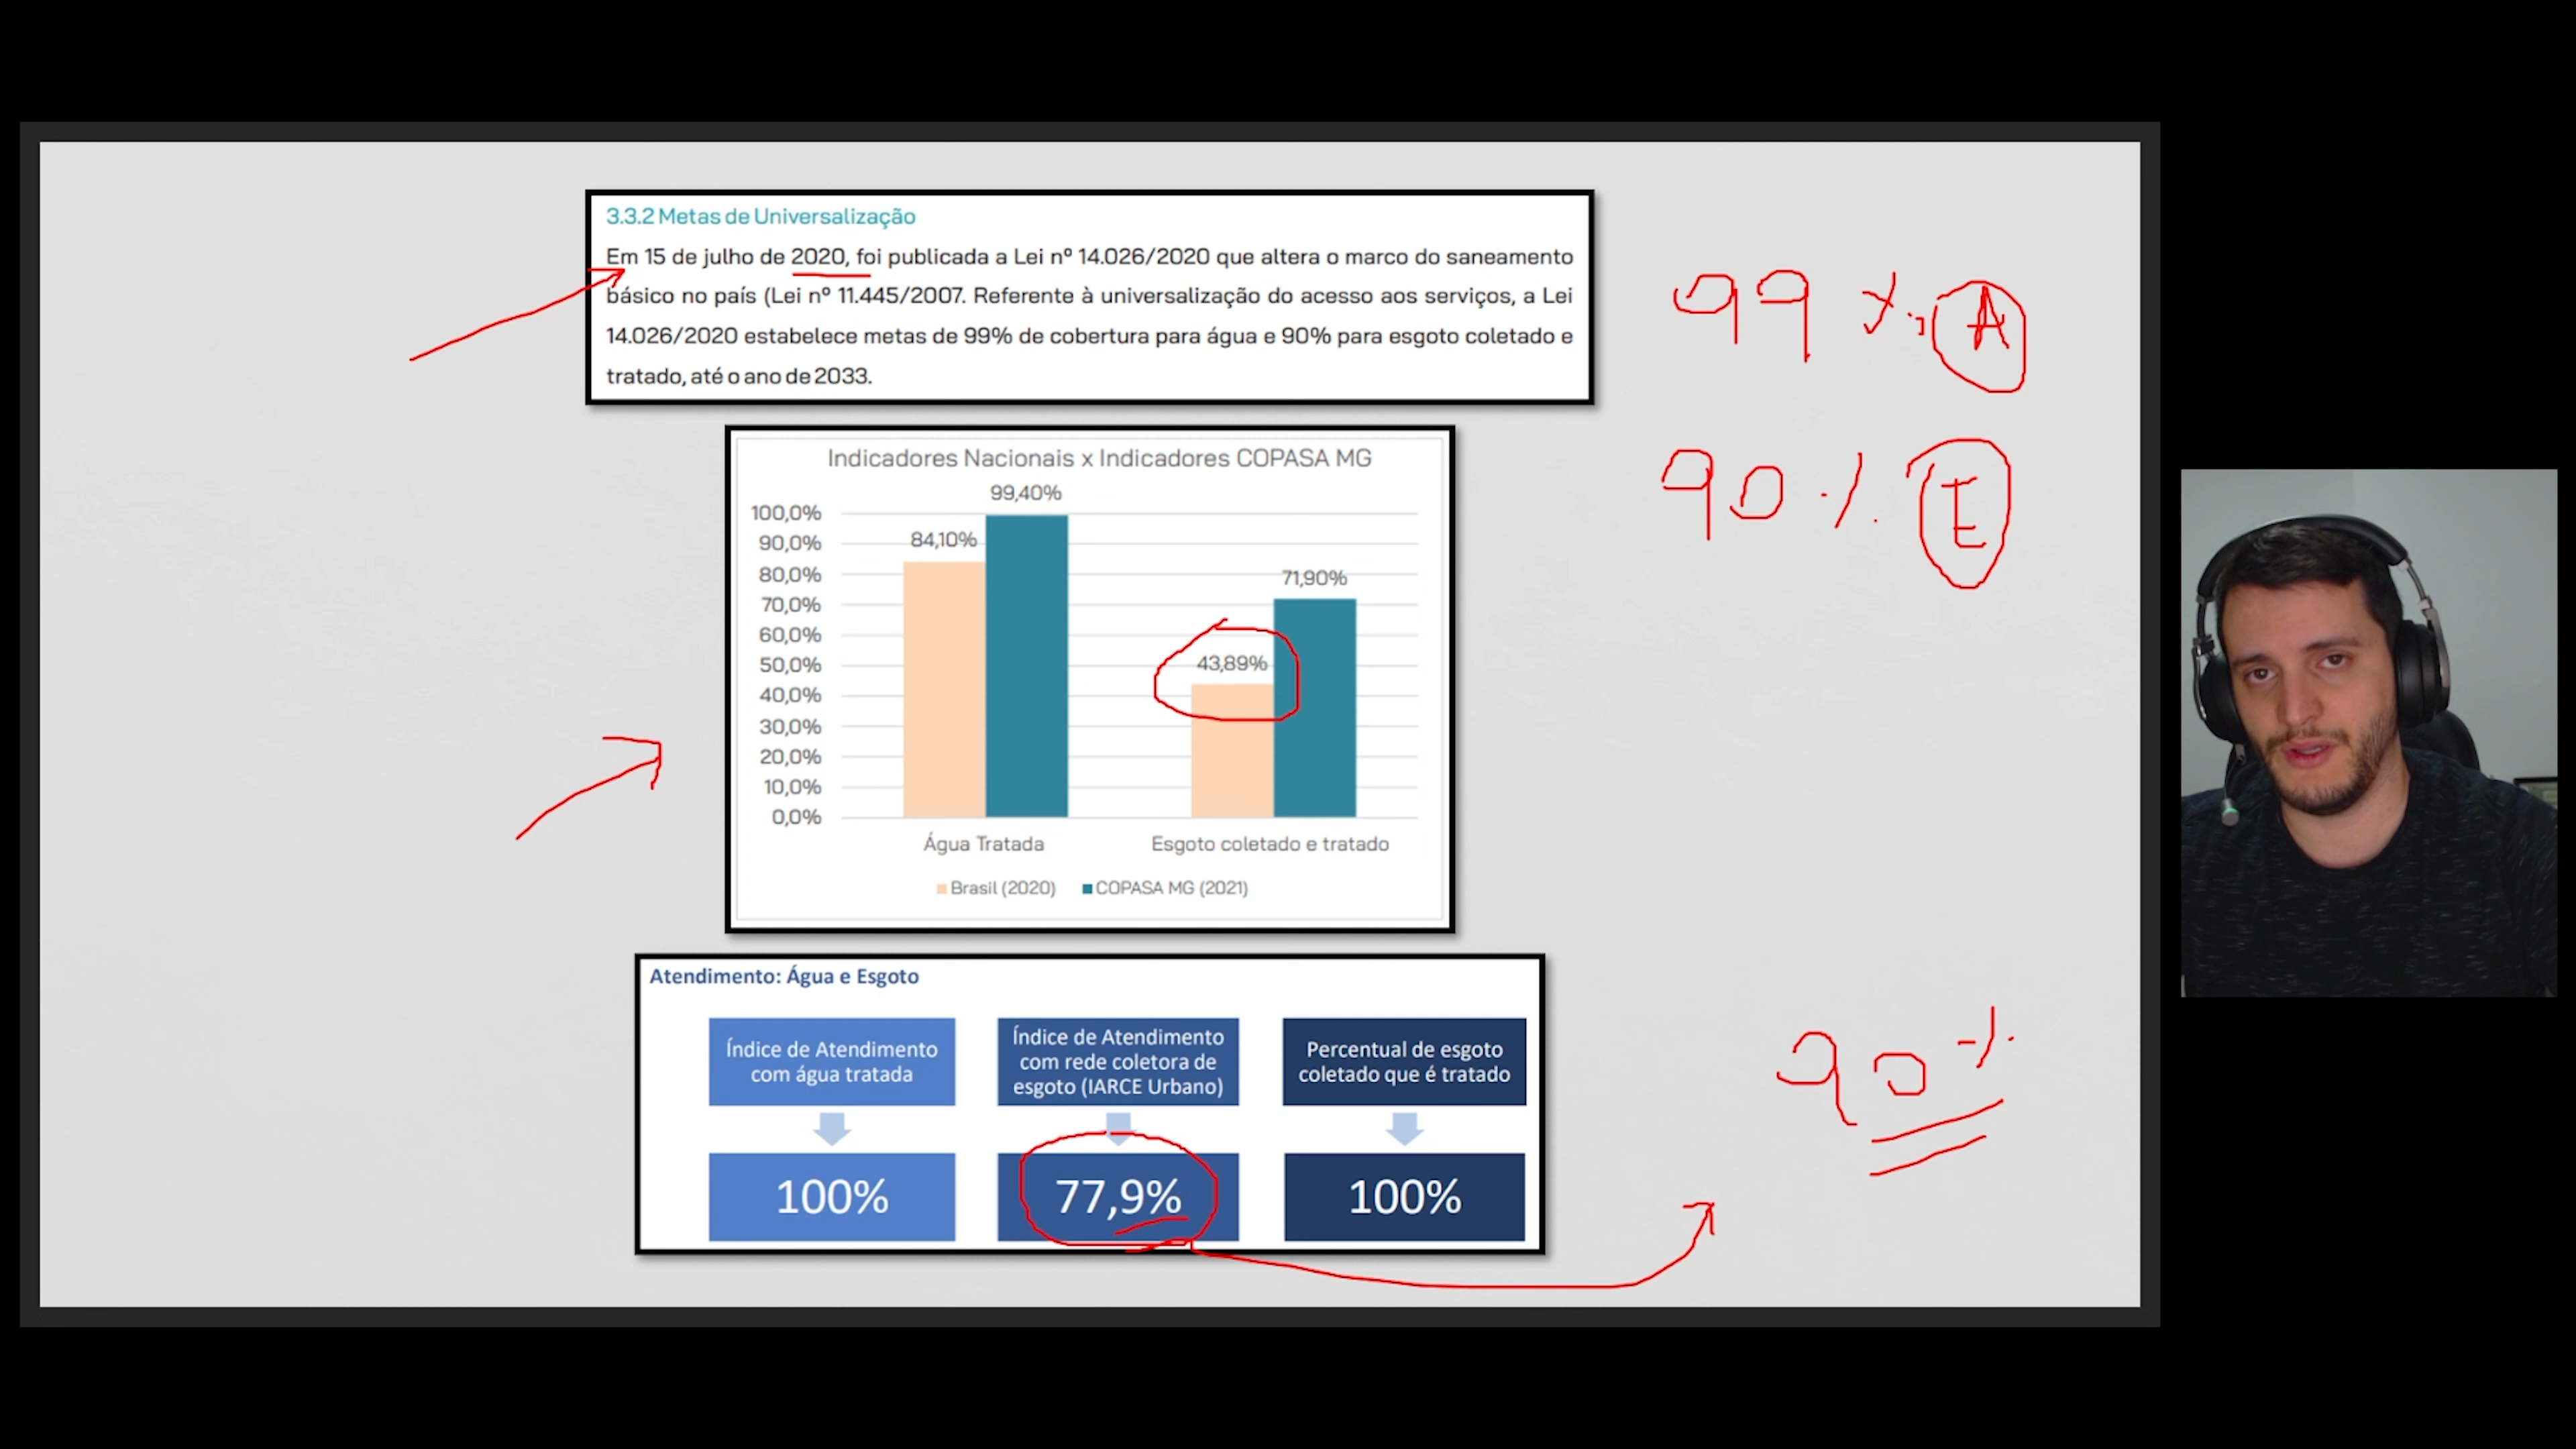 3.3.2 Metas de Universalização
Em 15 de julho de 2020, foi publicada a Lei nº 14.026/2020 que altera o marco do saneamento
básico no país (Lei nº 11.445/2007. Referente à universalização do acesso aos serviços, a Lei
14.026/2020 estabelece metas de 99% de cobertura para água e 90% para esgoto coletado e
tratado, até o ano de 2033.
99 % A
90 % E
Indicadores Nacionais x Indicadores COPASA MG
99,40%
100,0%
84,10%
90,0%
80,0%
71,90%
70,0%
60,0%
43,89%
50,0%
40,0%
30,0%
20,0%
10,0%
0,0%
Água Tratada
Esgoto coletado e tratado
Brasil (2020)
COPASA MG (2021)
Atendimento: Água e Esgoto
Índice de Atendimento
com água tratada
Índice de Atendimento
com rede coletora de
esgoto (IARCE Urbano)
Percentual de esgoto
coletado que é tratado
100%
77,9%
100%
90 %